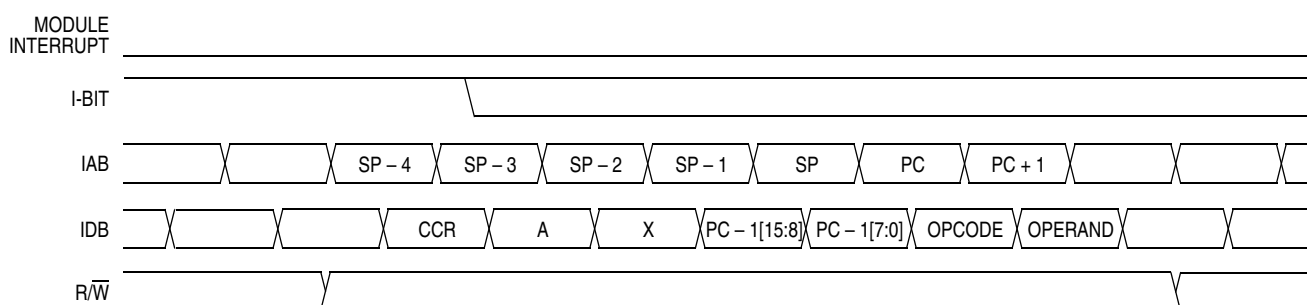 MODULE
INTERRUPT
I-BIT
IAB SP – 4 SP – 3 SP – 2 SP – 1 SP PC PC + 1
IDB CCR A X PC – 1[15:8] PC – 1[7:0] OPCODE OPERAND
R/W̅